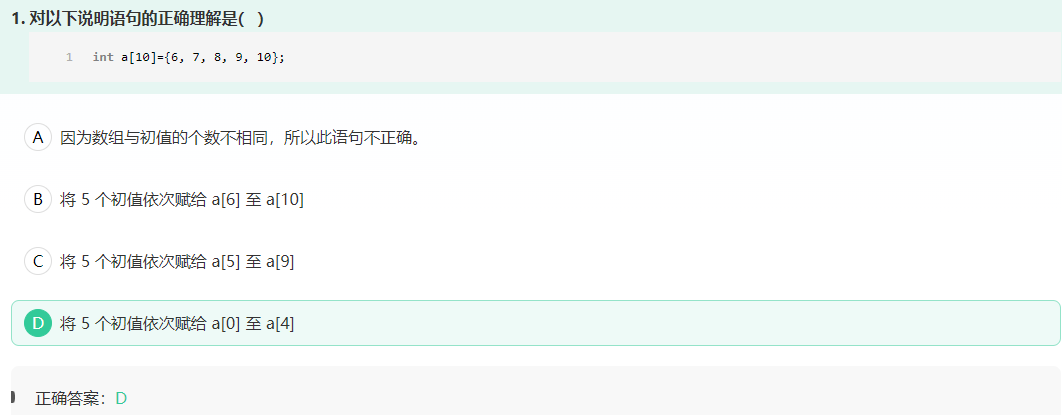 1. 对以下说明语句的正确理解是( )
1 int a[10]={6, 7, 8, 9, 10};
A 因为数组与初值的个数不相同，所以此语句不正确。
B 将 5 个初值依次赋给 a[6] 至 a[10]
C 将 5 个初值依次赋给 a[5] 至 a[9]
D 将 5 个初值依次赋给 a[0] 至 a[4]
正确答案：D